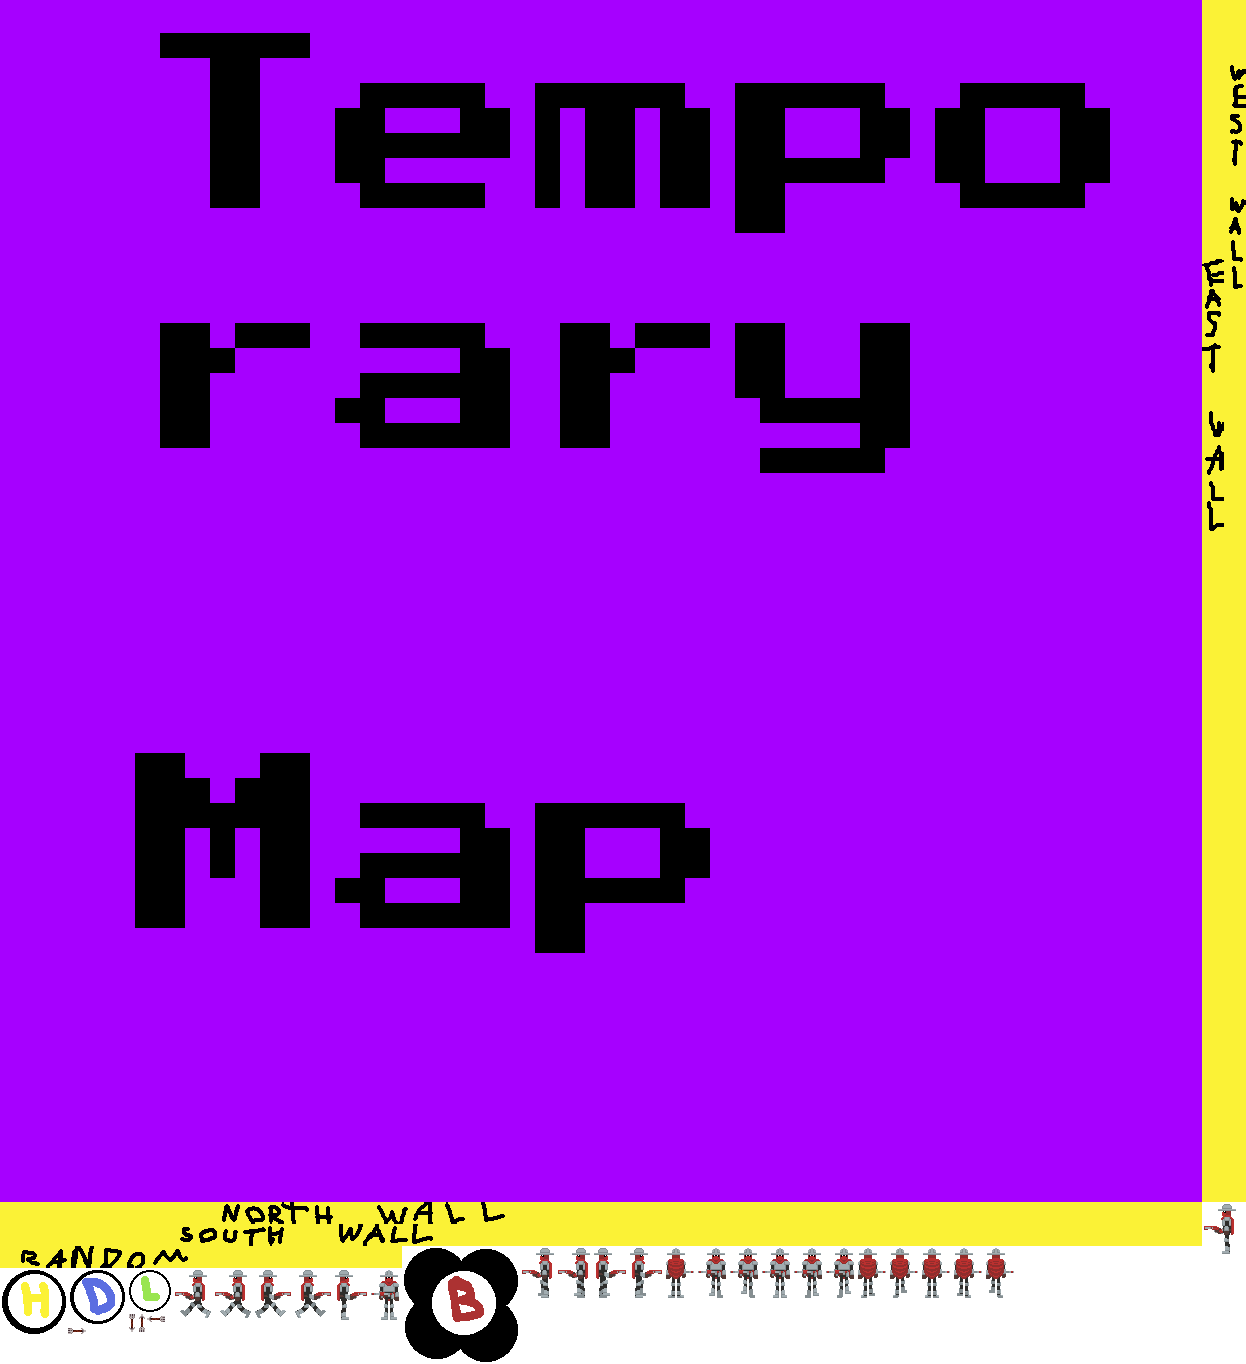 Tempo
rary
Map
WEST WALL
EAST WALL
NORTH WALL
SOUTH WALL
RANDOM
H
D
L
B